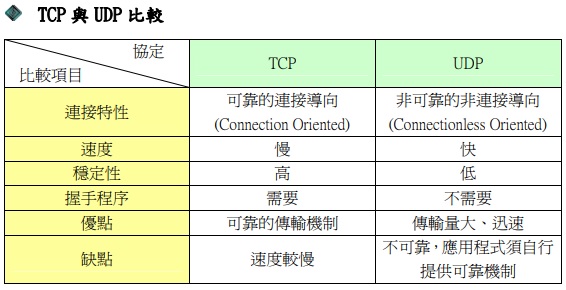 TCP 與 UDP 比較
協定
比較項目
TCP
UDP
連接特性
可靠的連接導向
(Connection Oriented)
非可靠的非連接導向
(Connectionless Oriented)
速度
慢
快
穩定性
高
低
握手程序
需要
不需要
優點
可靠的傳輸機制
傳輸量大、迅速
缺點
速度較慢
不可靠，應用程式須自行
提供可靠機制